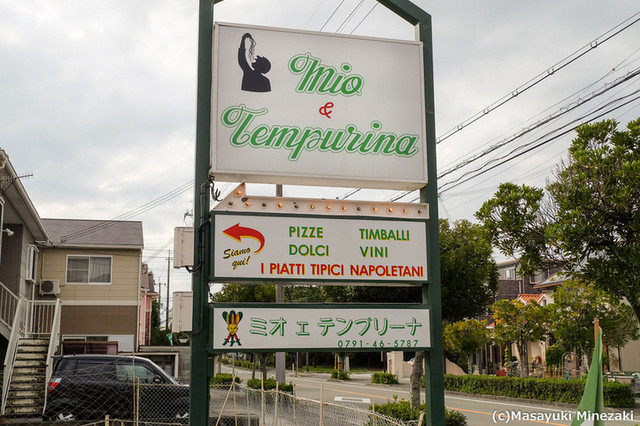 Mio
&
Tempurina
PIZZE TIMBALLI
DOLCI VINI
Siamo qui!
I PIATTI TIPICI NAPOLETANI
ミオ エ テンプリーナ
0791-46-5787
(c)Masayuki Minezaki